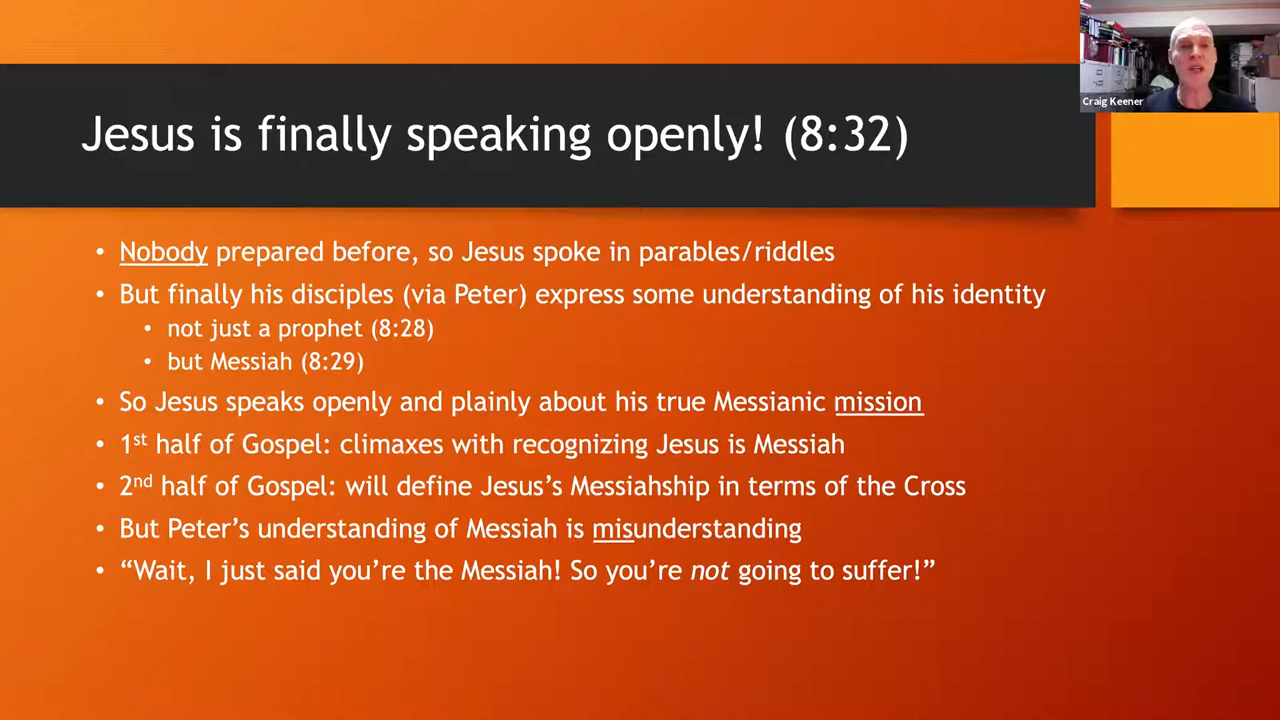 Craig Keener
Jesus is finally speaking openly! (8:32)
• Nobody prepared before, so Jesus spoke in parables/riddles
• But finally his disciples (via Peter) express some understanding of his identity
• not just a prophet (8:28)
• but Messiah (8:29)
• So Jesus speaks openly and plainly about his true Messianic mission
• 1st half of Gospel: climaxes with recognizing Jesus is Messiah
• 2nd half of Gospel: will define Jesus’s Messiahship in terms of the Cross
• But Peter’s understanding of Messiah is misunderstanding
• “Wait, I just said you’re the Messiah! So you’re not going to suffer!”